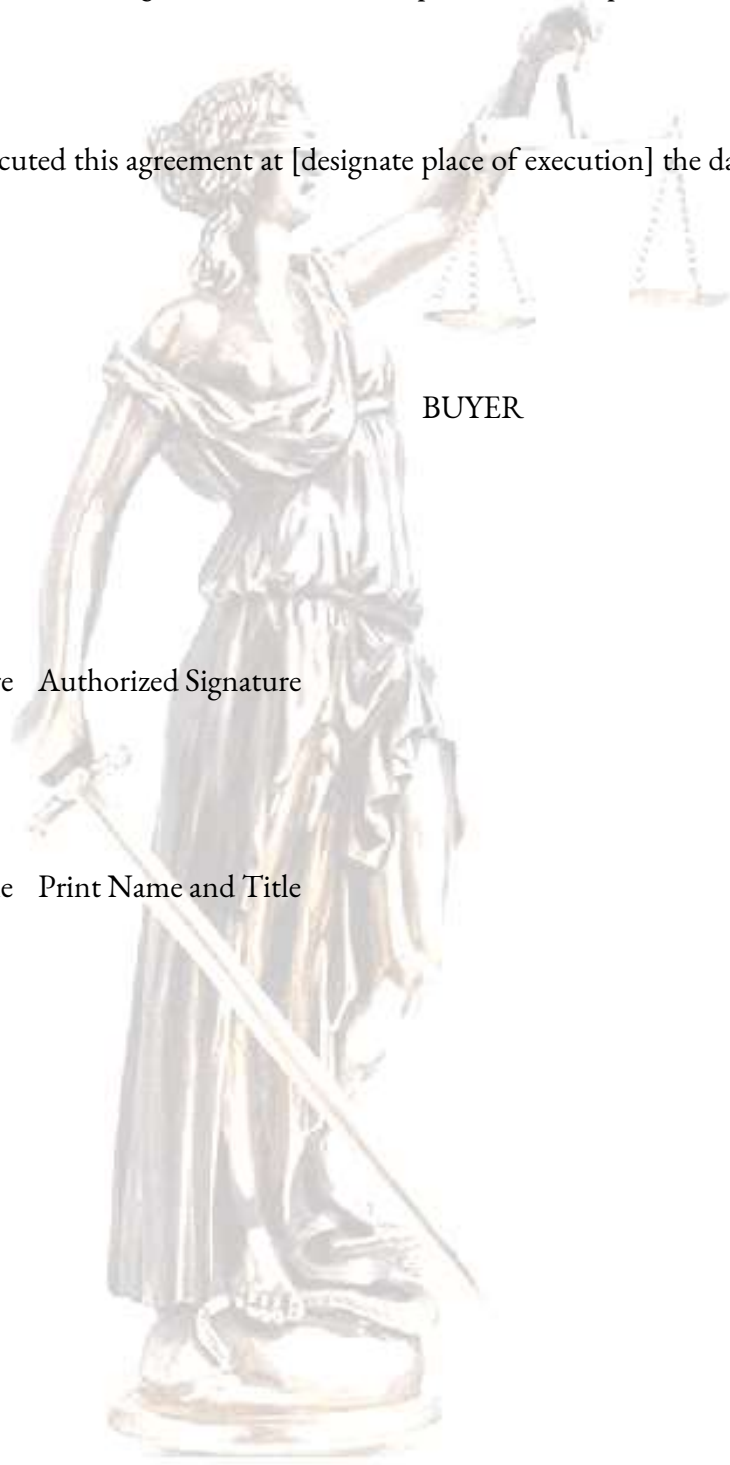 cuted this agreement at [designate place of execution] the da
BUYER
e Authorized Signature
e Print Name and Title